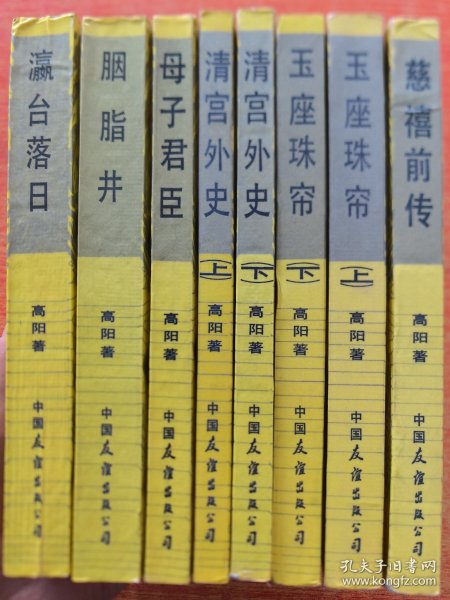 瀛台落日
高阳著
中国友谊出版公司
胭脂井
高阳著
中国友谊出版公司
母子君臣
高阳著
中国友谊出版公司
清宫外史
(上)
高阳著
中国友谊出版公司
清宫外史
(下)
高阳著
中国友谊出版公司
玉座珠帘
(下)
高阳著
中国友谊出版公司
玉座珠帘
(上)
高阳著
中国友谊出版公司
慈禧前传
高阳著
中国友谊出版公司
孔夫子旧书网
www.kongfz.com